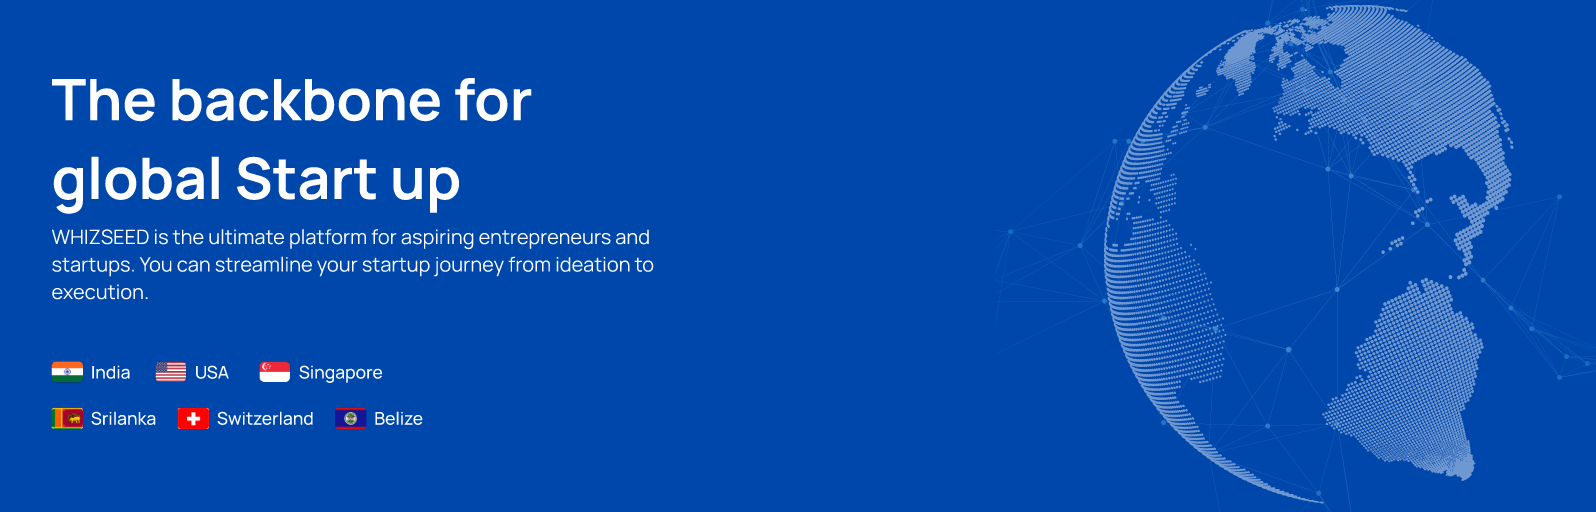 The backbone for
global Start up
WHIZSEED is the ultimate platform for aspiring entrepreneurs and
startups. You can streamline your startup journey from ideation to
execution.
India USA Singapore
Srilanka Switzerland Belize